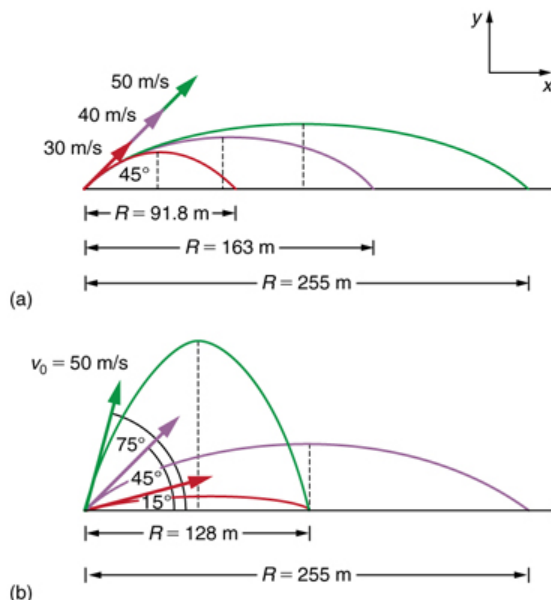 y
x
50 m/s
40 m/s
30 m/s
45°
R = 91.8 m
R = 163 m
R = 255 m
(a)
v₀ = 50 m/s
75°
45°
15°
R = 128 m
R = 255 m
(b)